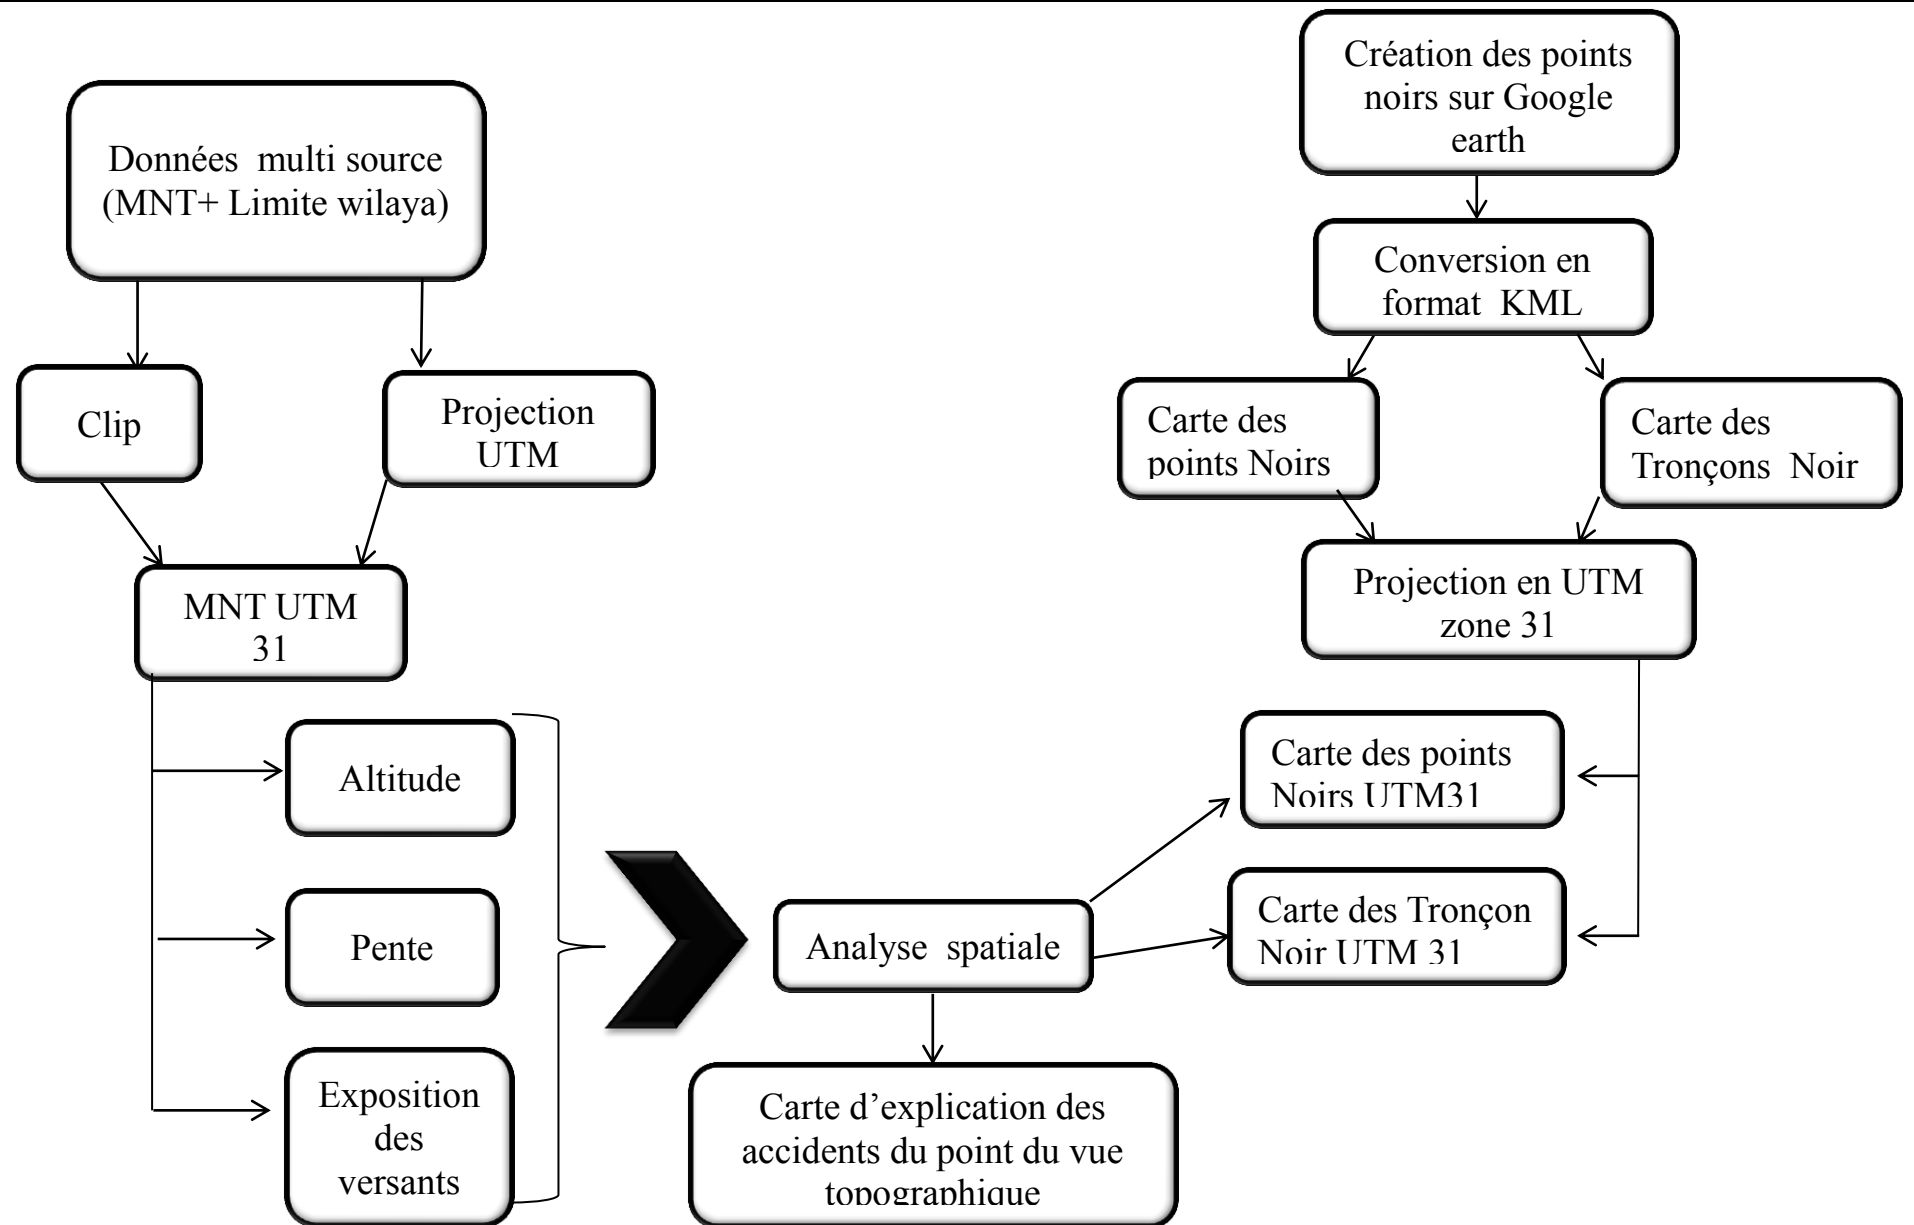 Données multi source
(MNT+ Limite wilaya)
Clip
Projection
UTM
MNT UTM
31
Altitude
Pente
Exposition
des
versants
Analyse spatiale
Carte d’explication des
accidents du point du vue
topographique
Création des points
noirs sur Google
earth
Conversion en
format KML
Carte des
points Noirs
Carte des
Tronçons Noir
Projection en UTM
zone 31
Carte des points
Noirs UTM31
Carte des Tronçon
Noir UTM 31